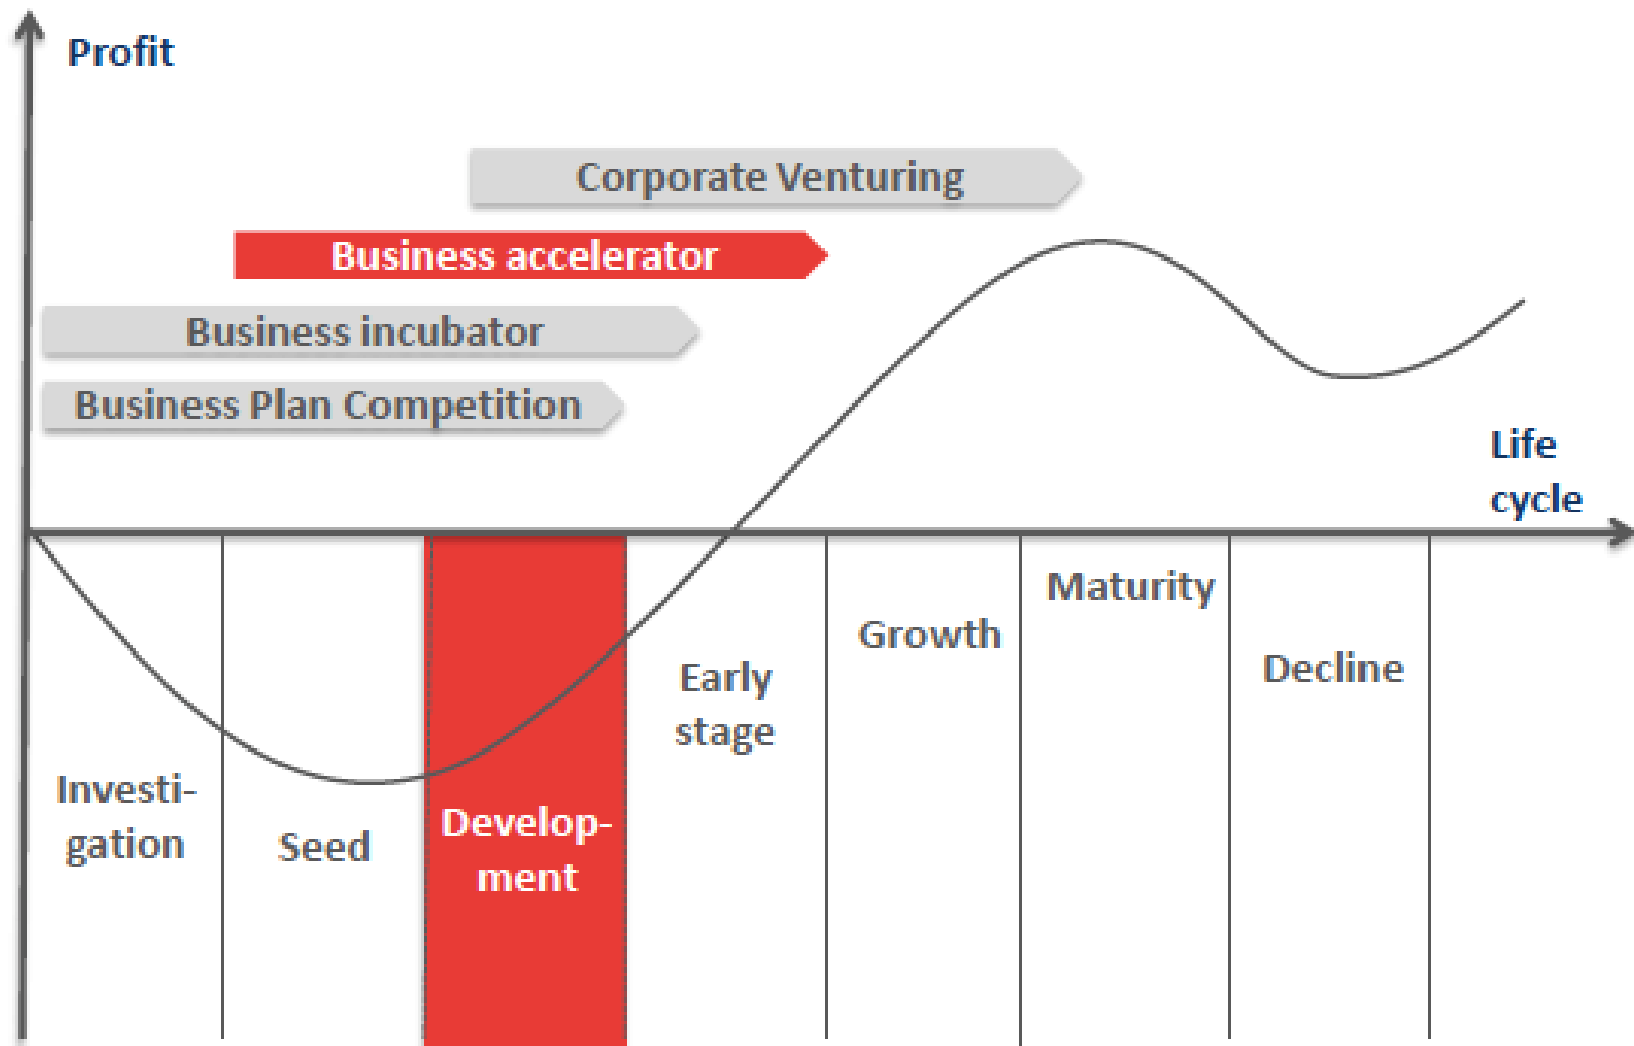 Profit
Corporate Venturing
Business accelerator
Business incubator
Business Plan Competition
Life
cycle
Investi-
gation
Seed
Develop-
ment
Early
stage
Growth
Maturity
Decline